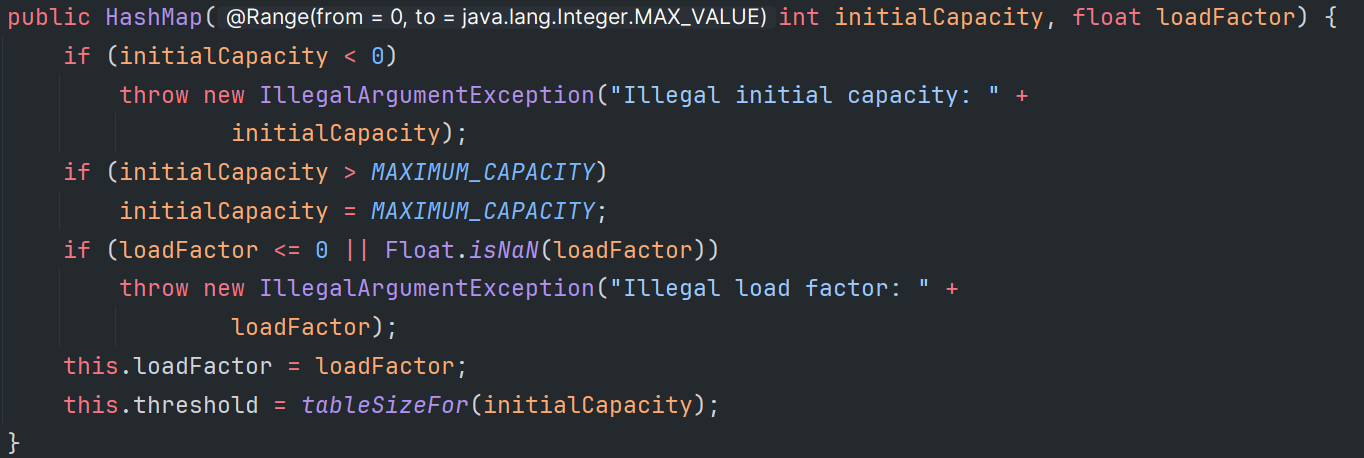 public HashMap( @Range(from = 0, to = java.lang.Integer.MAX_VALUE) int initialCapacity, float loadFactor) {
    if (initialCapacity < 0)
        throw new IllegalArgumentException("Illegal initial capacity: " +
                initialCapacity);
    if (initialCapacity > MAXIMUM_CAPACITY)
        initialCapacity = MAXIMUM_CAPACITY;
    if (loadFactor <= 0 || Float.isNaN(loadFactor))
        throw new IllegalArgumentException("Illegal load factor: " +
                loadFactor);
    this.loadFactor = loadFactor;
    this.threshold = tableSizeFor(initialCapacity);
}